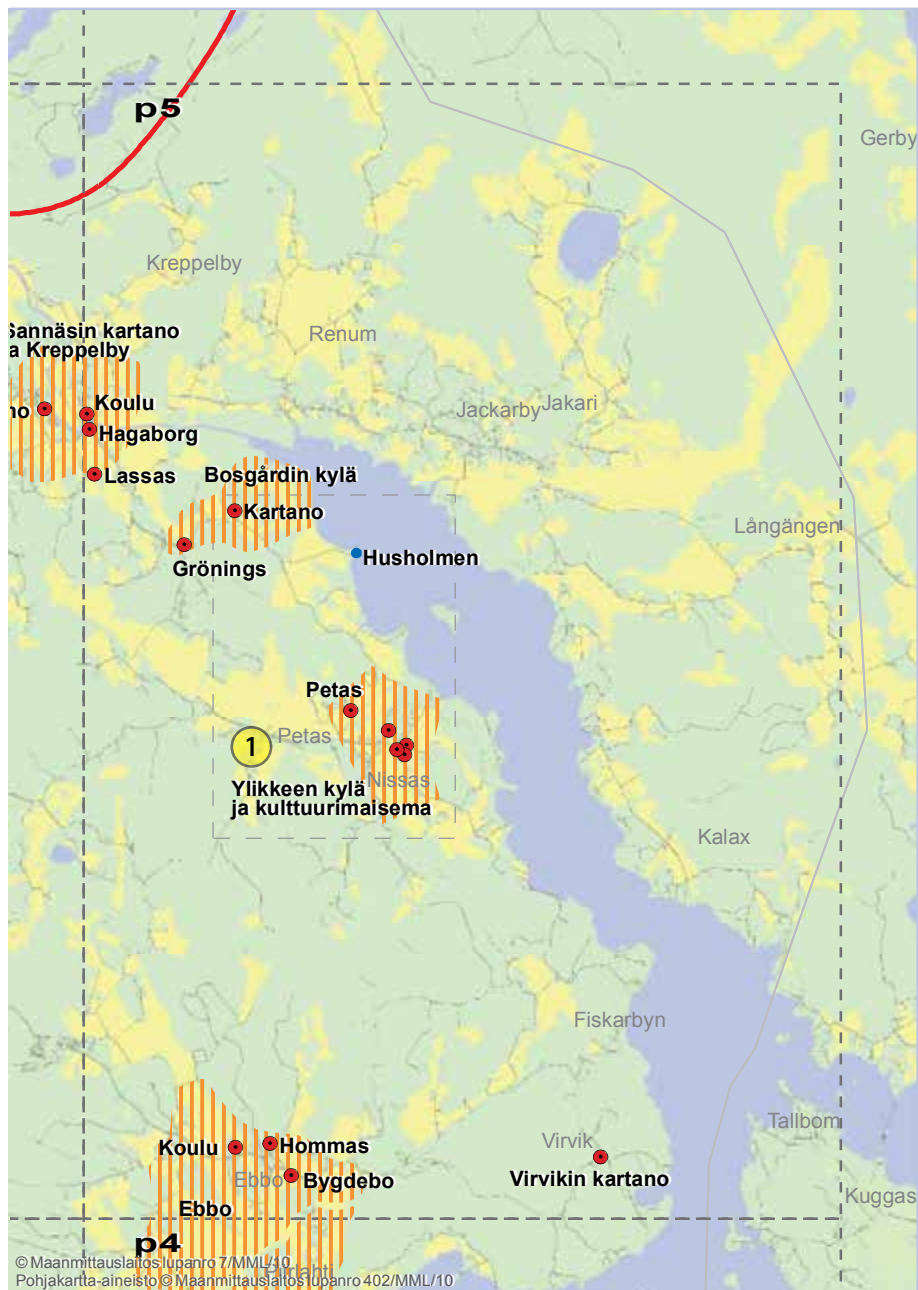 p5
Gerby
Kreppelby
Sannäsin kartano
a Kreppelby
Renum
no
Koulu
Jackarby
Jakari
Hagaborg
Lassas
Bosgårdin kylä
Kartano
Långängen
Husholmen
Grönings
Petas
Petas
1
Nissas
Ylikkeen kylä
ja kulttuurimaisema
Kalax
Fiskarbyn
Tallbom
Koulu
Hommas
Virvik
Ebbo
Bygdebo
Virvikin kartano
Kuggas
Ebbo
p4
© Maanmittauslaitos lupanro 7/MML/10
Pohjakartta-aineisto © Maanmittauslaitos lupanro 402/MML/10